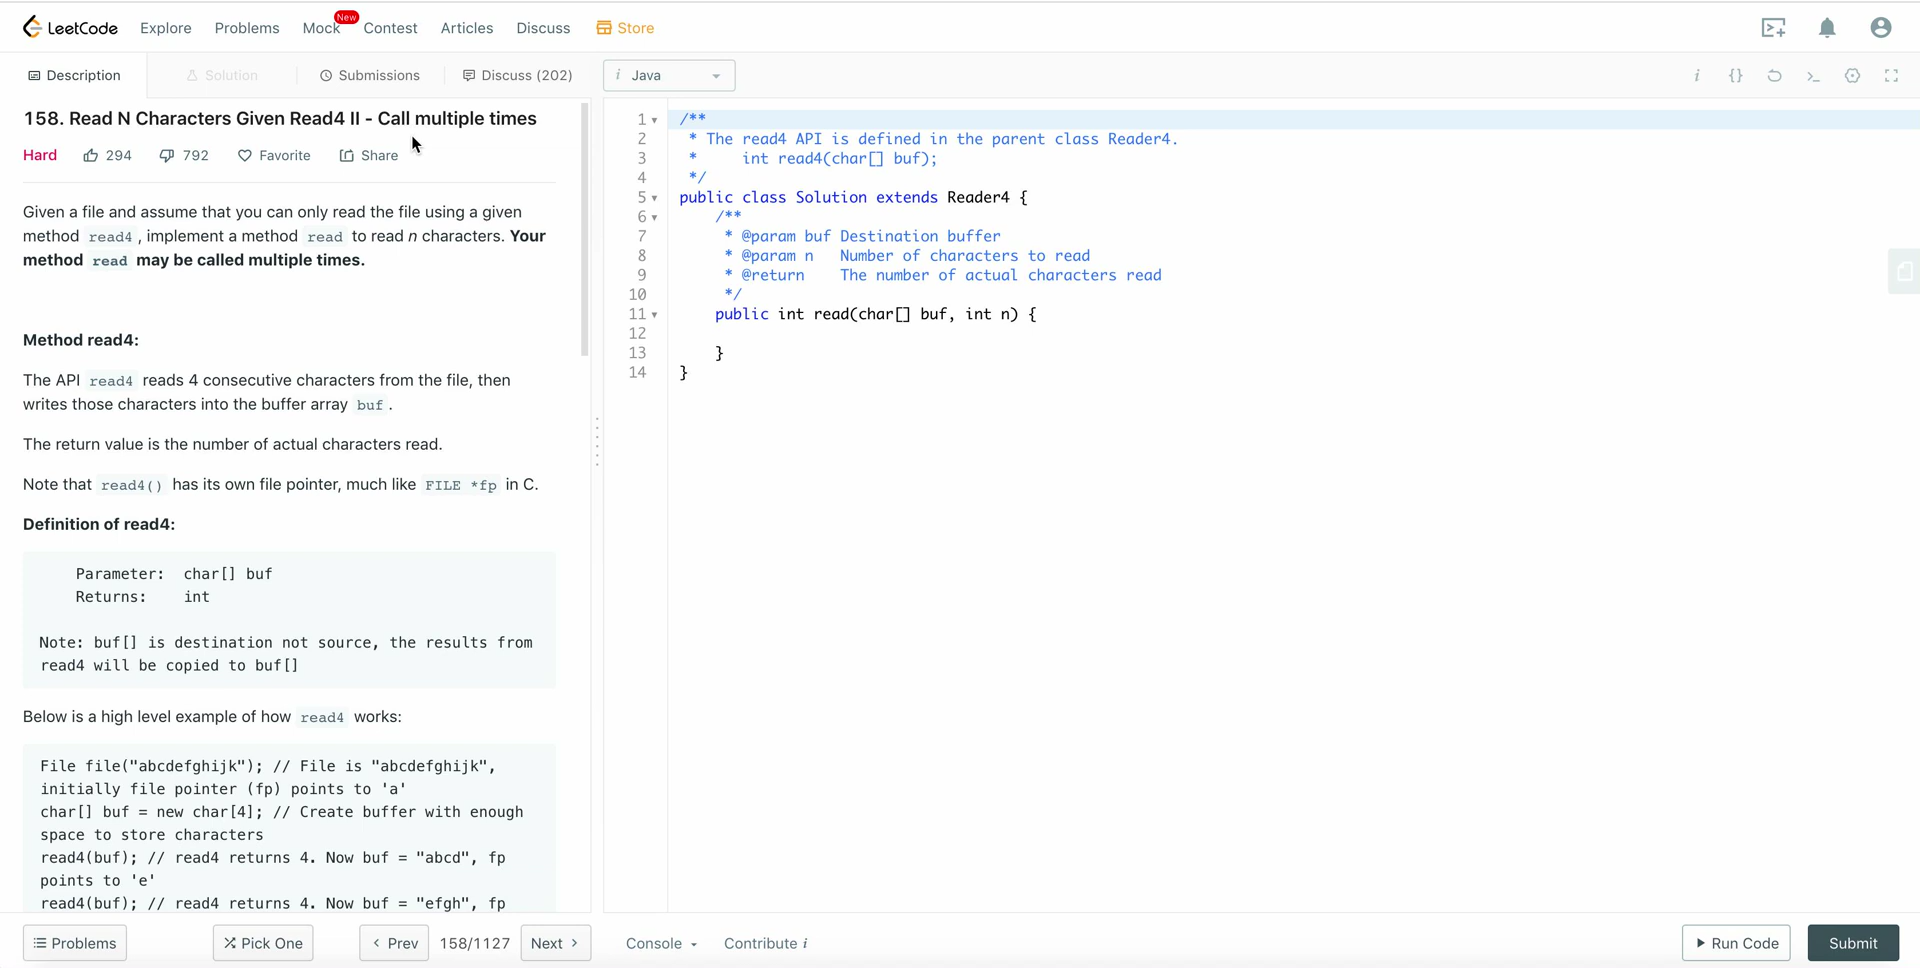 LeetCode Explore Problems Mock New Contest Articles Discuss Store
Description Solution Submissions Discuss (202) i Java
158. Read N Characters Given Read4 II - Call multiple times
Hard 294 792 Favorite Share
Given a file and assume that you can only read the file using a given
method read4, implement a method read to read n characters. Your
method read may be called multiple times.
Method read4:
The API read4 reads 4 consecutive characters from the file, then
writes those characters into the buffer array buf.
The return value is the number of actual characters read.
Note that read4() has its own file pointer, much like FILE *fp in C.
Definition of read4:
Parameter: char[] buf
Returns: int
Note: buf[] is destination not source, the results from
read4 will be copied to buf[]
Below is a high level example of how read4 works:
File file("abcdefghijk"); // File is "abcdefghijk",
initially file pointer (fp) points to 'a'
char[] buf = new char[4]; // Create buffer with enough
space to store characters
read4(buf); // read4 returns 4. Now buf = "abcd", fp
points to 'e'
read4(buf); // read4 returns 4. Now buf = "efgh", fp
1 /**
2 * The read4 API is defined in the parent class Reader4.
3 * int read4(char[] buf);
4 */
5 public class Solution extends Reader4 {
6 /**
7 * @param buf Destination buffer
8 * @param n Number of characters to read
9 * @return The number of actual characters read
10 */
11 public int read(char[] buf, int n) {
12
13 }
14 }
Problems Pick One < Prev 158/1127 Next > Console Contribute i Run Code Submit